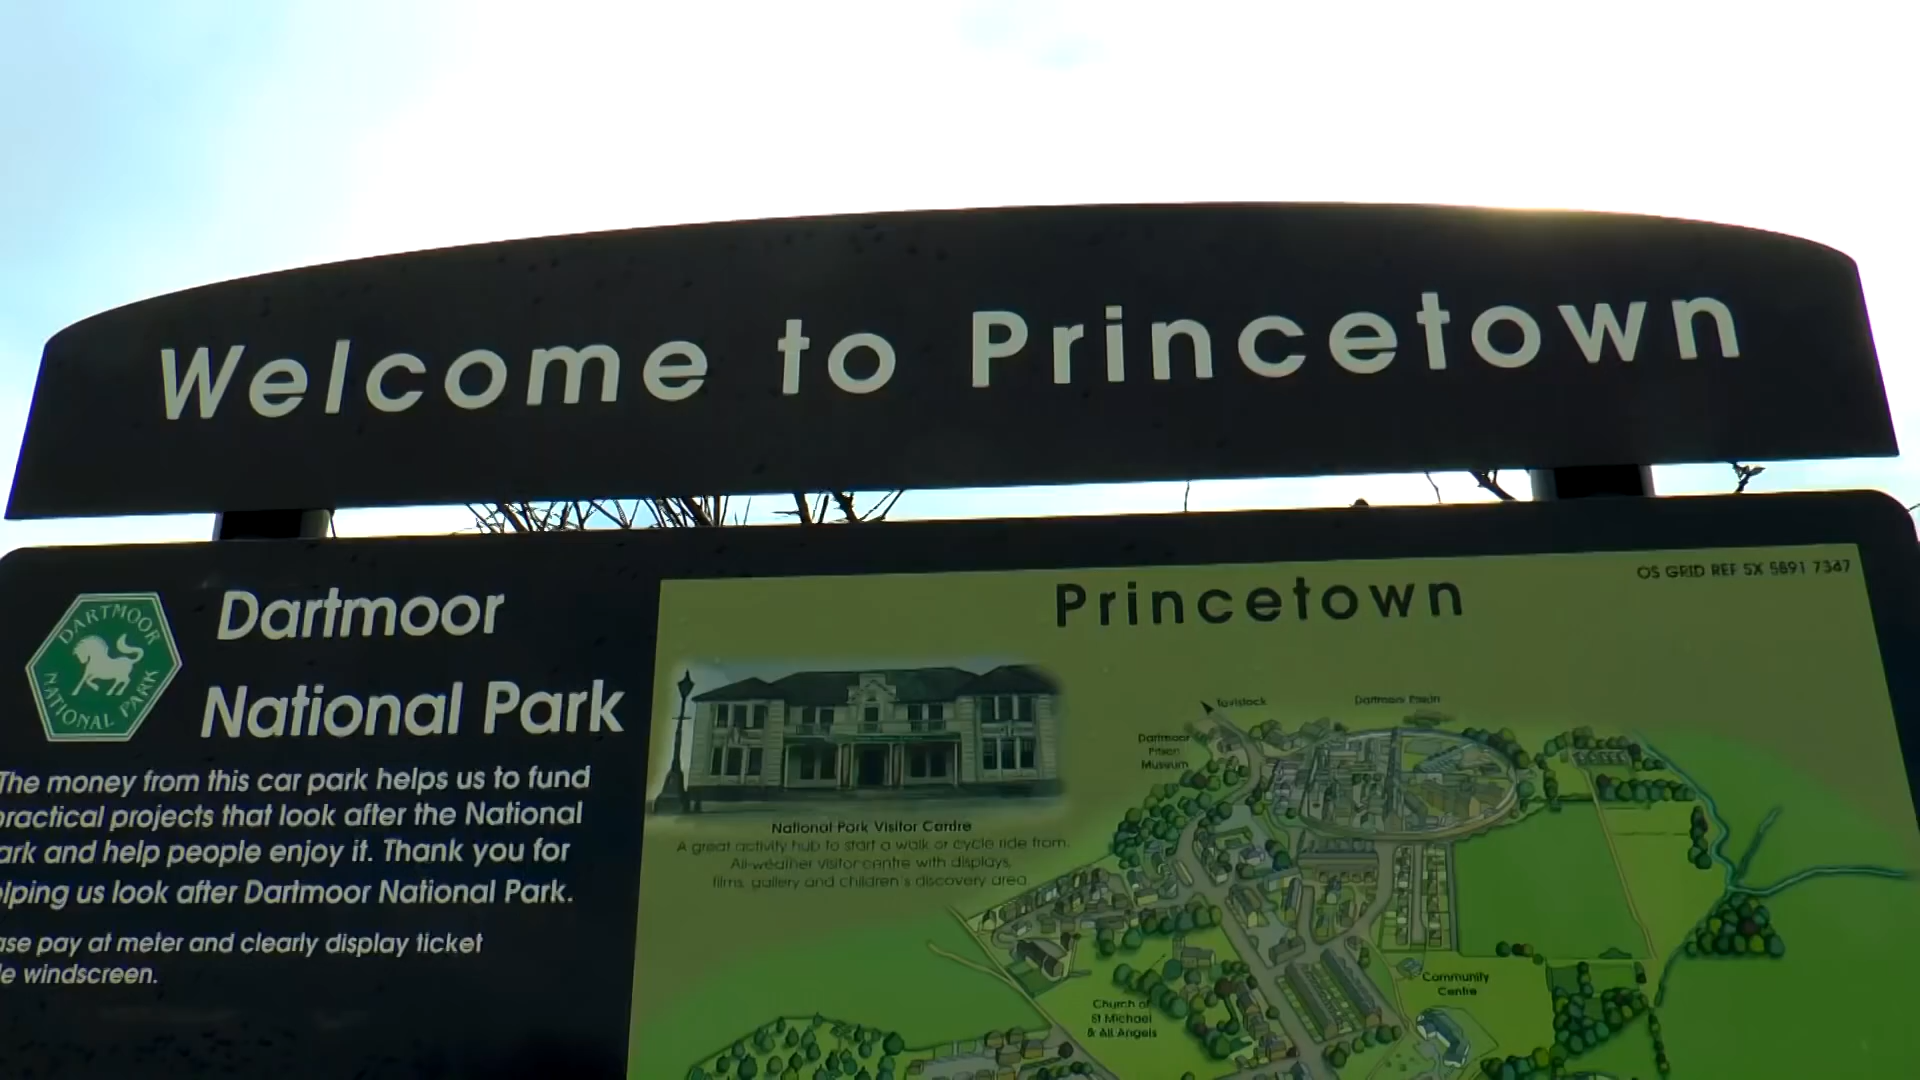 Welcome to Princetown
DARTMOOR
NATIONAL PARK
Dartmoor
National Park
The money from this car park helps us to fund
practical projects that look after the National
ark and help people enjoy it. Thank you for
elping us look after Dartmoor National Park.
ase pay at meter and clearly display ticket
windscreen.
Princetown
OS GRID REF SX 5891 7347
National Park Visitor Centre
A great activity hub to start a walk or cycle ride from.
All-weather visitor centre with displays,
films, gallery and children's discovery area
Tavistock
Dartmoor Prison
Dartmoor
Prison
Museum
Community
Centre
Church of
St Michael
& All Angels